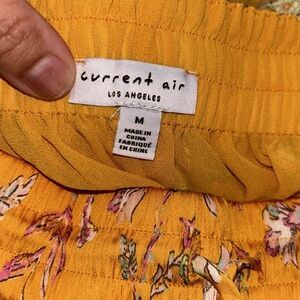 current air
LOS ANGELES
M
MADE IN
CHINA
FABRIQUÉ
EN CHINE